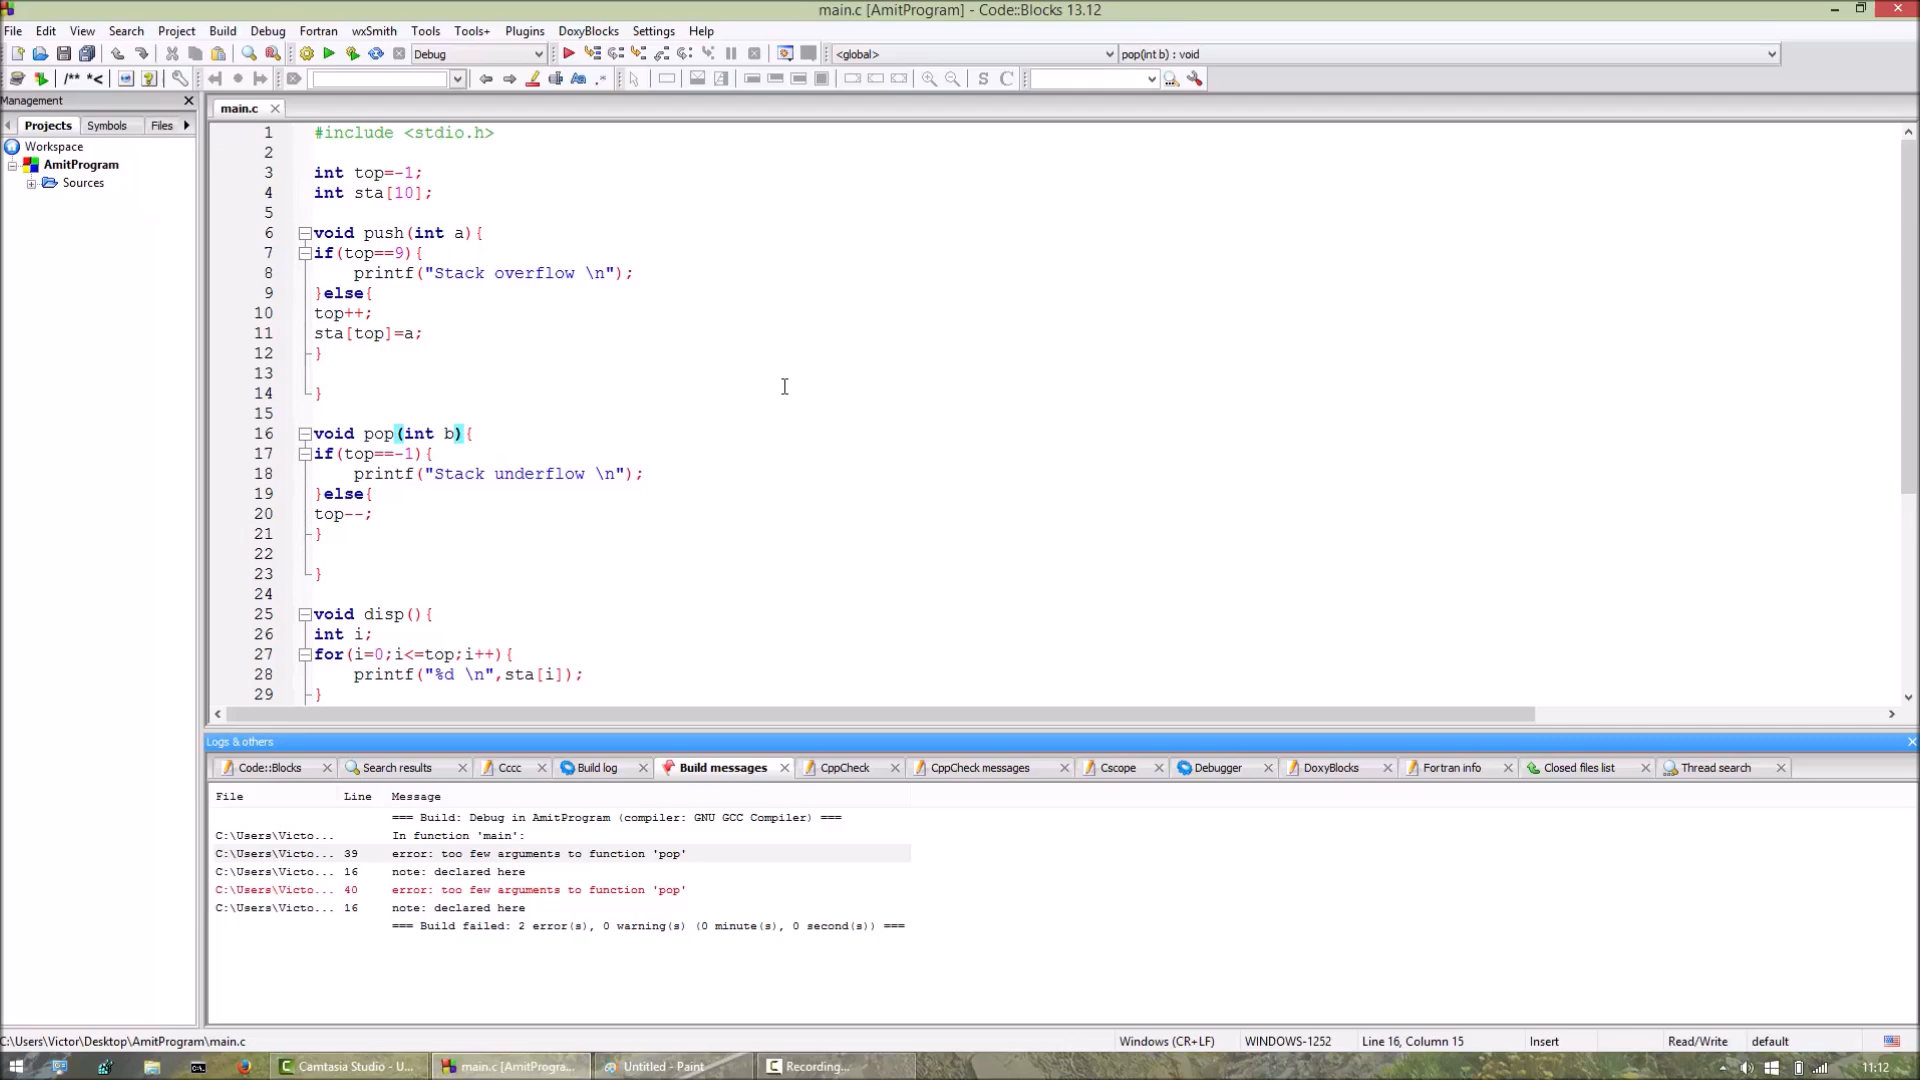 main.c [AmitProgram] - Code::Blocks 13.12
File Edit View Search Project Build Debug Fortran wxSmith Tools Tools+ Plugins DoxyBlocks Settings Help
Debug <global> pop(int b) : void
/** *< S C
Management
Projects Symbols Files
Workspace
AmitProgram
Sources
main.c
1 #include <stdio.h>
2
3 int top=-1;
4 int sta[10];
5
6 void push(int a){
7 if(top==9){
8 printf("Stack overflow \n");
9 }else{
10 top++;
11 sta[top]=a;
12 }
13
14 }
15
16 void pop(int b){
17 if(top==-1){
18 printf("Stack underflow \n");
19 }else{
20 top--;
21 }
22
23 }
24
25 void disp(){
26 int i;
27 for(i=0;i<=top;i++){
28 printf("%d \n",sta[i]);
29 }
Logs & others
Code::Blocks Search results Cccc Build log Build messages CppCheck CppCheck messages Cscope Debugger DoxyBlocks Fortran info Closed files list Thread search
File Line Message
=== Build: Debug in AmitProgram (compiler: GNU GCC Compiler) ===
C:\Users\Victo... In function 'main':
C:\Users\Victo... 39 error: too few arguments to function 'pop'
C:\Users\Victo... 16 note: declared here
C:\Users\Victo... 40 error: too few arguments to function 'pop'
C:\Users\Victo... 16 note: declared here
=== Build failed: 2 error(s), 0 warning(s) (0 minute(s), 0 second(s)) ===
C:\Users\Victor\Desktop\AmitProgram\main.c Windows (CR+LF) WINDOWS-1252 Line 16, Column 15 Insert Read/Write default
Camtasia Studio - U... main.c [AmitProgra... Untitled - Paint Recording... 11:12